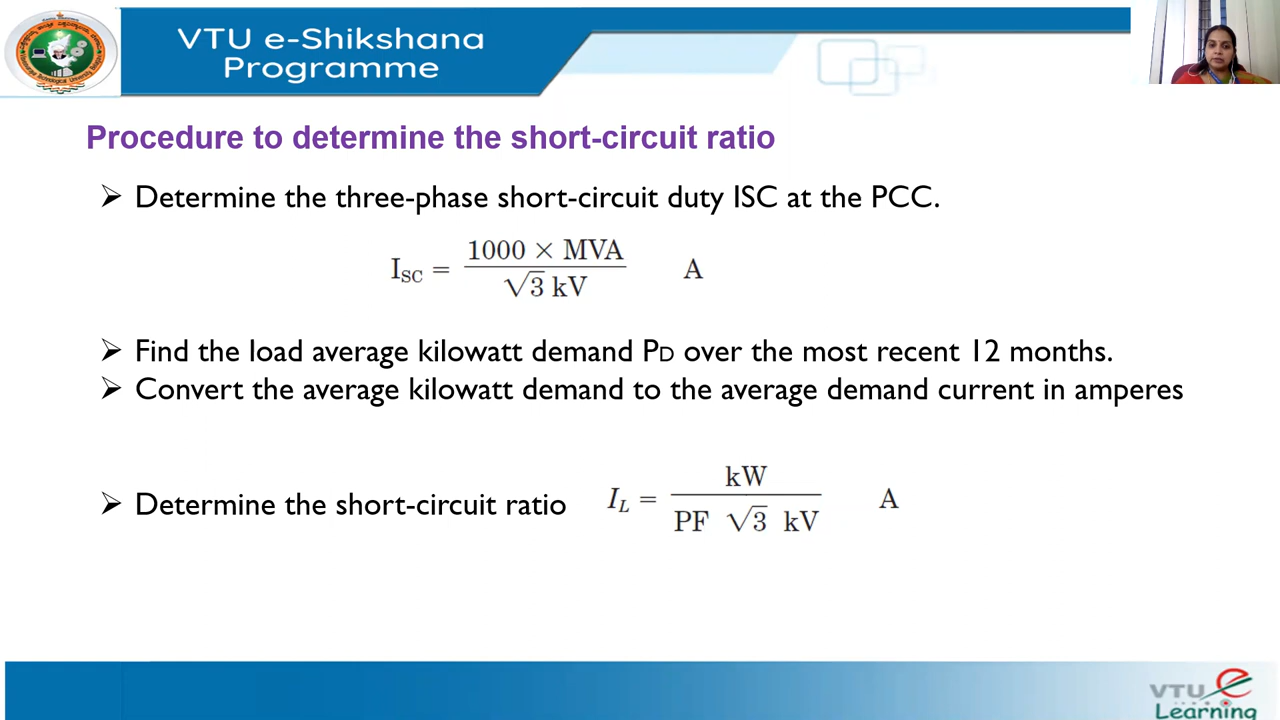 VTU e-Shikshana
Programme
Procedure to determine the short-circuit ratio
➢ Determine the three-phase short-circuit duty ISC at the PCC.
I_SC = (1000 × MVA) / (√3 kV) A
➢ Find the load average kilowatt demand PD over the most recent 12 months.
➢ Convert the average kilowatt demand to the average demand current in amperes
➢ Determine the short-circuit ratio I_L = kW / (PF √3 kV) A
VTU e
Learning